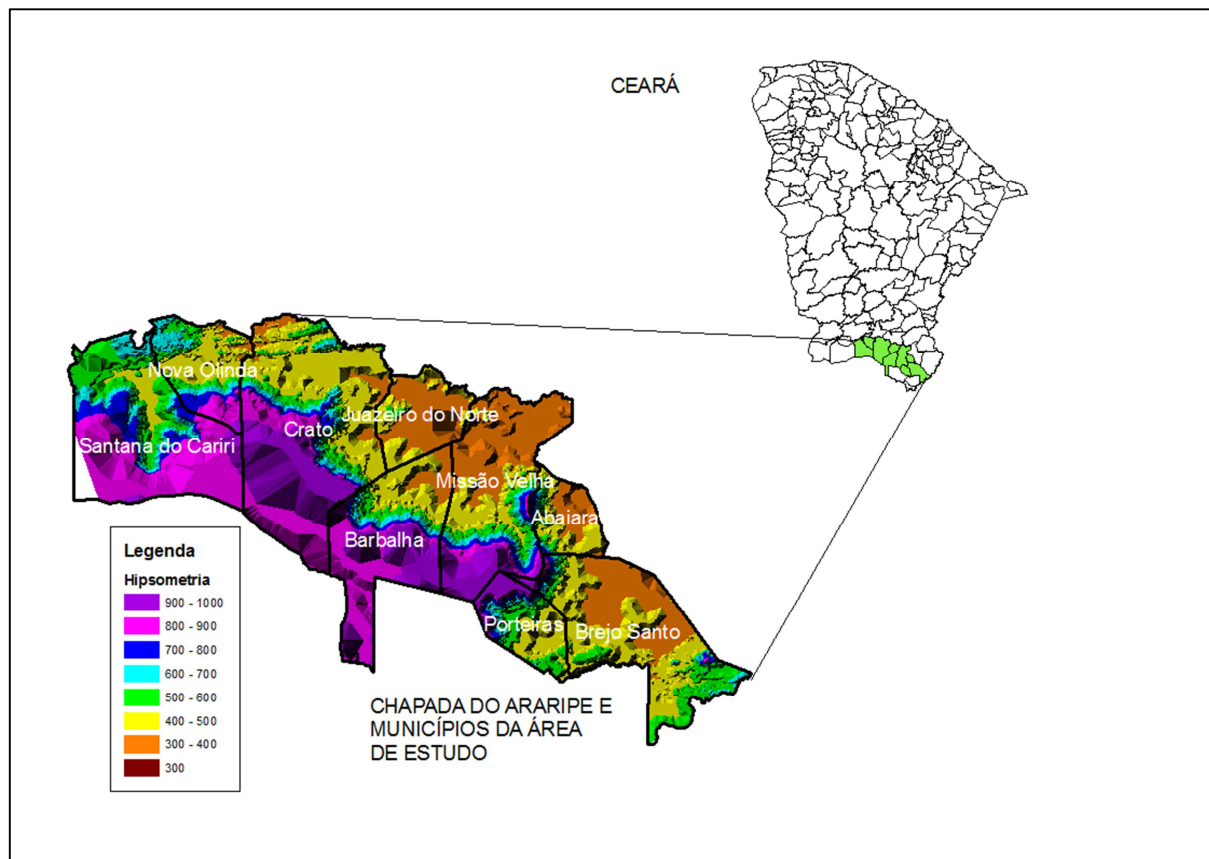 CEARÁ
Nova Olinda
Juazeiro do Norte
Crato
Santana do Cariri
Missão Velha
Abaiara
Barbalha
Porteiras
Brejo Santo
Legenda
Hipsometria
900 - 1000
800 - 900
700 - 800
600 - 700
500 - 600
400 - 500
300 - 400
300
CHAPADA DO ARARIPE E
MUNICÍPIOS DA ÁREA
DE ESTUDO